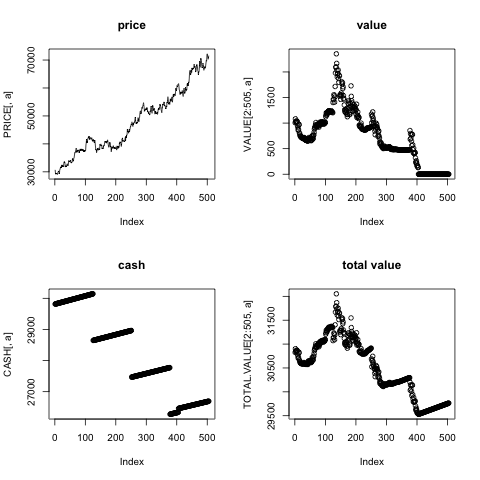 price
PRICE[, a]
30000 50000 70000
0 100 200 300 400 500
Index
value
VALUE[2:505, a]
0 500 1500
0 100 200 300 400 500
Index
cash
CASH[, a]
27000 29000
0 100 200 300 400 500
Index
total value
TOTAL.VALUE[2:505, a]
29500 30500 31500
0 100 200 300 400 500
Index